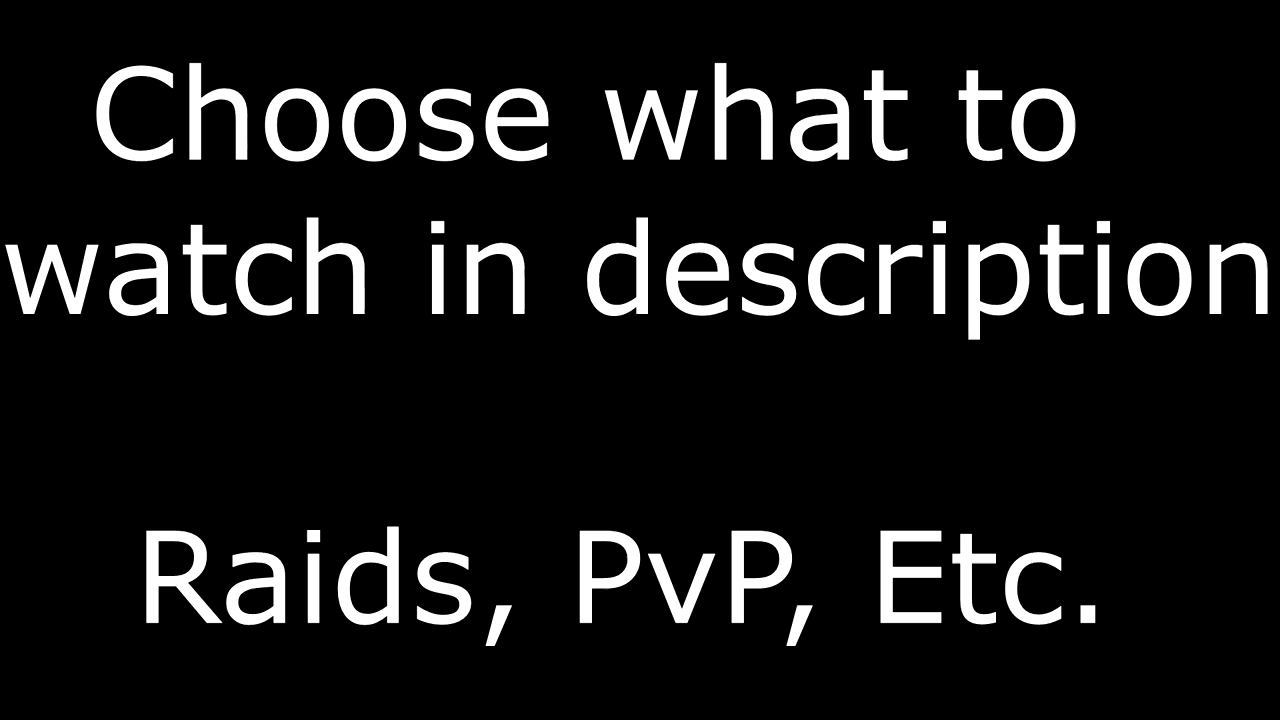 Choose what to
watch in description
Raids, PvP, Etc.